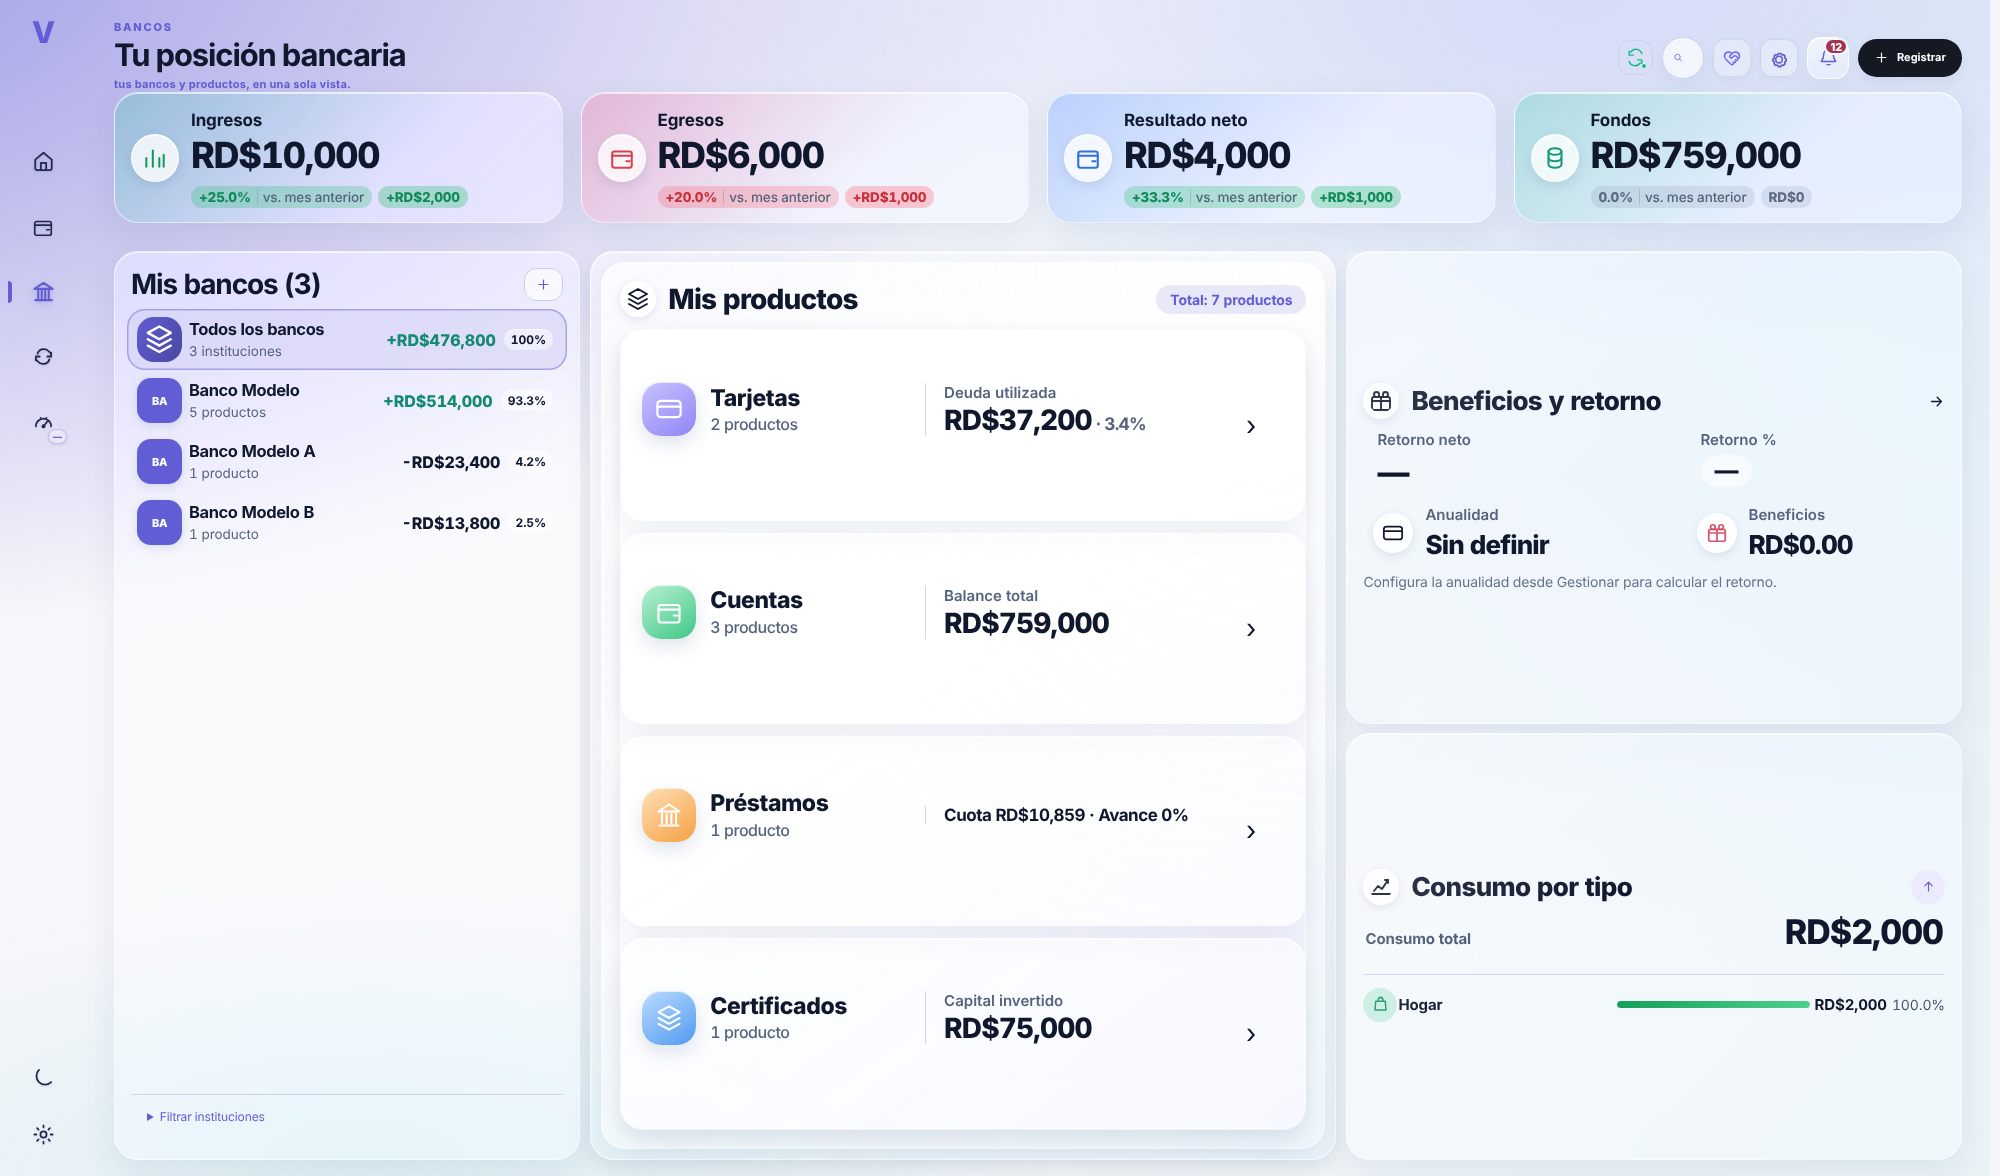 V
BANCOS
Tu posición bancaria
tus bancos y productos, en una sola vista.
12
Registrar
Ingresos
RD$10,000
+25.0% vs. mes anterior +RD$2,000
Egresos
RD$6,000
+20.0% vs. mes anterior +RD$1,000
Resultado neto
RD$4,000
+33.3% vs. mes anterior +RD$1,000
Fondos
RD$759,000
0.0% vs. mes anterior RD$0
Mis bancos (3)
Todos los bancos
3 instituciones
+RD$476,800 100%
BA
Banco Modelo
5 productos
+RD$514,000 93.3%
BA
Banco Modelo A
1 producto
-RD$23,400 4.2%
BA
Banco Modelo B
1 producto
-RD$13,800 2.5%
Filtrar instituciones
Mis productos
Total: 7 productos
Tarjetas
2 productos
Deuda utilizada
RD$37,200 · 3.4%
Cuentas
3 productos
Balance total
RD$759,000
Préstamos
1 producto
Cuota RD$10,859 · Avance 0%
Certificados
1 producto
Capital invertido
RD$75,000
Beneficios y retorno
Retorno neto
—
Retorno %
—
Anualidad
Sin definir
Beneficios
RD$0.00
Configura la anualidad desde Gestionar para calcular el retorno.
Consumo por tipo
Consumo total
RD$2,000
Hogar
RD$2,000 100.0%